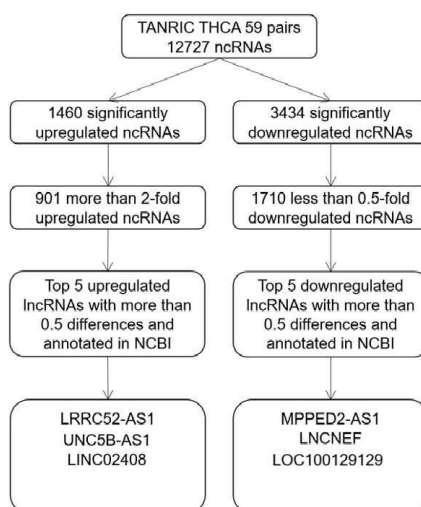 TANRIC THCA 59 pairs
12727 ncRNAs
1460 significantly
upregulated ncRNAs
3434 significantly
downregulated ncRNAs
901 more than 2-fold
upregulated ncRNAs
1710 less than 0.5-fold
downregulated ncRNAs
Top 5 upregulated
lncRNAs with more than
0.5 differences and
annotated in NCBI
Top 5 downregulated
lncRNAs with more than
0.5 differences and
annotated in NCBI
LRRC52-AS1
UNC5B-AS1
LINC02408
MPPED2-AS1
LNCNEF
LOC100129129